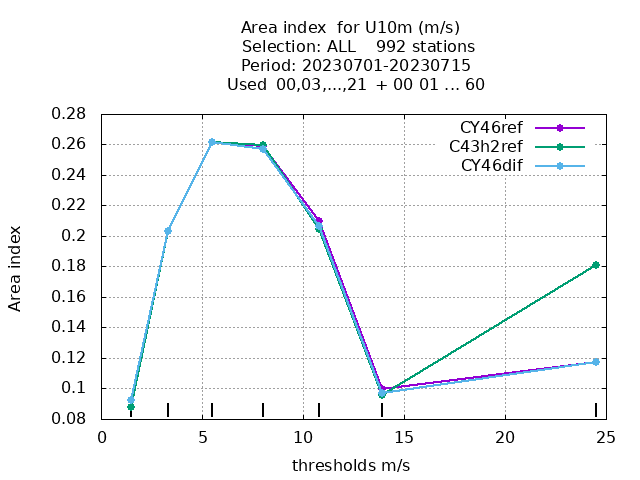 Area index  for U10m (m/s)
Selection: ALL    992 stations
Period: 20230701-20230715
Used  00,03,...,21  + 00 01 ... 60
0.28
0.26
0.24
0.22
0.2
0.18
0.16
0.14
0.12
0.1
0.08
Area index
CY46ref
C43h2ref
CY46dif
0 5 10 15 20 25
thresholds m/s